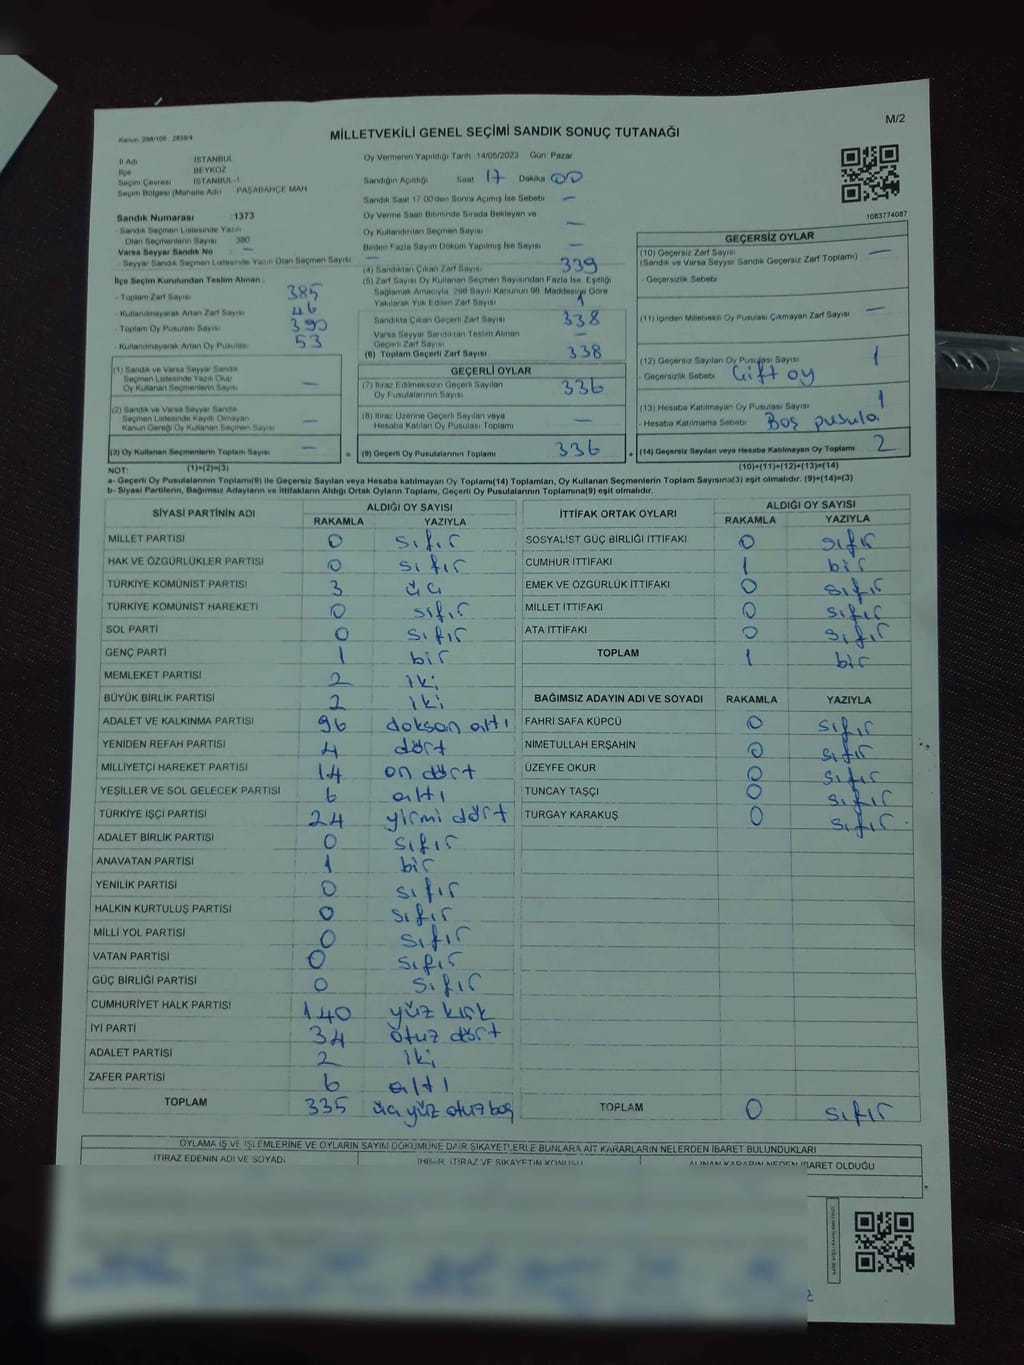 M/2
Kanun: 298/105 , 2839/4
MİLLETVEKİLİ GENEL SEÇİMİ SANDIK SONUÇ TUTANAĞI
İl Adı : İSTANBUL
İlçe : BEYKOZ
Seçim Çevresi : İSTANBUL-1
Seçim Bölgesi (Mahalle Adı) : PAŞABAHÇE MAH
Oy Vermenin Yapıldığı Tarih : 14/05/2023 Gün: Pazar
Sandığın Açıldığı Saat 17 Dakika 00
Sandık Saat 17.00'den Sonra Açılmış İse Sebebi —
Oy Verme Saati Bitiminde Sırada Bekleyen ve
Oy Kullandırılan Seçmen Sayısı —
Birden Fazla Sayım Döküm Yapılmış İse Sayısı —
1083774087
Sandık Numarası : 1373
- Sandık Seçmen Listesinde Yazılı
Olan Seçmenlerin Sayısı : 380
Varsa Seyyar Sandık No : —
- Seyyar Sandık Seçmen Listesinde Yazılı Olan Seçmen Sayısı : —
İlçe Seçim Kurulundan Teslim Alınan :
- Toplam Zarf Sayısı : 385
- Kullanılmayarak Artan Zarf Sayısı : 46
- Toplam Oy Pusulası Sayısı : 390
- Kullanılmayarak Artan Oy Pusulası : 53
(1) Sandık ve Varsa Seyyar Sandık
Seçmen Listesinde Yazılı Olup
Oy Kullanan Seçmenlerin Sayısı —
(2) Sandık ve Varsa Seyyar Sandık
Seçmen Listesinde Kayıtlı Olmayan
Kanun Gereği Oy Kullanan Seçmen Sayısı —
(3) Oy Kullanan Seçmenlerin Toplam Sayısı —
(4) Sandıktan Çıkan Zarf Sayısı 339
(5) Zarf Sayısı Oy Kullanan Seçmen Sayısından Fazla İse, Eşitliği
Sağlamak Amacıyla, 298 Sayılı Kanunun 98. Maddesine Göre
Yakılarak Yok Edilen Zarf Sayısı 1
Sandıkta Çıkan Geçerli Zarf Sayısı 338
Varsa Seyyar Sandıktan Teslim Alınan
Geçerli Zarf Sayısı —
(6) Toplam Geçerli Zarf Sayısı 338
GEÇERLİ OYLAR
(7) İtiraz Edilmeksizin Geçerli Sayılan
Oy Pusulalarının Sayısı 336
(8) İtiraz Üzerine Geçerli Sayılan veya
Hesaba Katılan Oy Pusulası Toplamı —
= (9) Geçerli Oy Pusulalarının Toplamı 336
GEÇERSİZ OYLAR
(10) Geçersiz Zarf Sayısı —
(Sandık ve Varsa Seyyar Sandık Geçersiz Zarf Toplamı)
- Geçersizlik Sebebi
(11) İçinden Milletvekili Oy Pusulası Çıkmayan Zarf Sayısı —
(12) Geçersiz Sayılan Oy Pusulası Sayısı 1
- Geçersizlik Sebebi Çift oy
(13) Hesaba Katılmayan Oy Pusulası Sayısı 1
- Hesaba Katılmama Sebebi Boş pusula
+ (14) Geçersiz Sayılan veya Hesaba Katılmayan Oy Toplamı 2
NOT: (1)+(2)=(3) (10)+(11)+(12)+(13)=(14)
a- Geçerli Oy Pusulalarının Toplamları(9) ile Geçersiz Sayılan veya Hesaba katılmayan Oy Toplamı(14) Toplamları, Oy Kullanan Seçmenlerin Toplam Sayısına(3) eşit olmalıdır. (9)+(14)=(3)
b- Siyasi Partilerin, Bağımsız Adayların ve İttifakların Aldığı Ortak Oyların Toplamı, Geçerli Oy Pusulalarının Toplamına(9) eşit olmalıdır.
SİYASİ PARTİNİN ADI ALDIĞI OY SAYISI
RAKAMLA YAZIYLA
MİLLET PARTİSİ 0 sıfır
HAK VE ÖZGÜRLÜKLER PARTİSİ 0 sıfır
TÜRKİYE KOMÜNİST PARTİSİ 3 üç
TÜRKİYE KOMÜNİST HAREKETİ 0 sıfır
SOL PARTİ 0 sıfır
GENÇ PARTİ 1 bir
MEMLEKET PARTİSİ 2 iki
BÜYÜK BİRLİK PARTİSİ 2 iki
ADALET VE KALKINMA PARTİSİ 96 doksan altı
YENİDEN REFAH PARTİSİ 4 dört
MİLLİYETÇİ HAREKET PARTİSİ 14 on dört
YEŞİLLER VE SOL GELECEK PARTİSİ 6 altı
TÜRKİYE İŞÇİ PARTİSİ 24 yirmi dört
ADALET BİRLİK PARTİSİ 0 sıfır
ANAVATAN PARTİSİ 1 bir
YENİLİK PARTİSİ 0 sıfır
HALKIN KURTULUŞ PARTİSİ 0 sıfır
MİLLİ YOL PARTİSİ 0 sıfır
VATAN PARTİSİ 0 sıfır
GÜÇ BİRLİĞİ PARTİSİ 0 sıfır
CUMHURİYET HALK PARTİSİ 140 yüz kırk
İYİ PARTİ 34 otuz dört
ADALET PARTİSİ 2 iki
ZAFER PARTİSİ 6 altı
TOPLAM 335 üç yüz otuz beş
İTTİFAK ORTAK OYLARI ALDIĞI OY SAYISI
RAKAMLA YAZIYLA
SOSYALİST GÜÇ BİRLİĞİ İTTİFAKI 0 sıfır
CUMHUR İTTİFAKI 1 bir
EMEK VE ÖZGÜRLÜK İTTİFAKI 0 sıfır
MİLLET İTTİFAKI 0 sıfır
ATA İTTİFAKI 0 sıfır
TOPLAM 1 bir
BAĞIMSIZ ADAYIN ADI VE SOYADI RAKAMLA YAZIYLA
FAHRİ SAFA KÜPCÜ 0 sıfır
NİMETULLAH ERŞAHİN 0 sıfır
ÜZEYFE OKUR 0 sıfır
TUNCAY TAŞÇI 0 sıfır
TURGAY KARAKUŞ 0 sıfır
TOPLAM 0 sıfır
OYLAMA İŞ VE İŞLEMLERİNE VE OYLARIN SAYIM DÖKÜMÜNE DAİR ŞİKAYETLERLE BUNLARA AİT KARARLARIN NELERDEN İBARET BULUNDUKLARI
İTİRAZ EDENİN ADI VE SOYADI İHBAR, İTİRAZ VE ŞİKAYETİN KONUSU ALINAN KARARIN NEDEN İBARET OLDUĞU